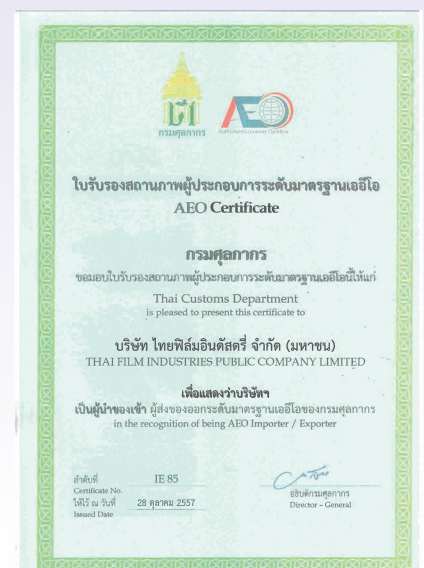 กรมศุลกากร
AEO
Authorized Economic Operator
ใบรับรองสถานภาพผู้ประกอบการระดับมาตรฐานเออีโอ
AEO Certificate
กรมศุลกากร
ขอมอบใบรับรองสถานภาพผู้ประกอบการระดับมาตรฐานเออีโอนี้ให้แก่
Thai Customs Department
is pleased to present this certificate to
บริษัท ไทยฟิล์มอินดัสตรี่ จำกัด (มหาชน)
THAI FILM INDUSTRIES PUBLIC COMPANY LIMITED
เพื่อแสดงว่าบริษัทฯ
เป็นผู้นำของเข้า ผู้ส่งของออกระดับมาตรฐานเออีโอของกรมศุลกากร
in the recognition of being AEO Importer / Exporter
ลำดับที่ IE 85
Certificate No.
ให้ไว้ ณ วันที่ 28 ตุลาคม 2557
Issued Date
อธิบดีกรมศุลกากร
Director – General